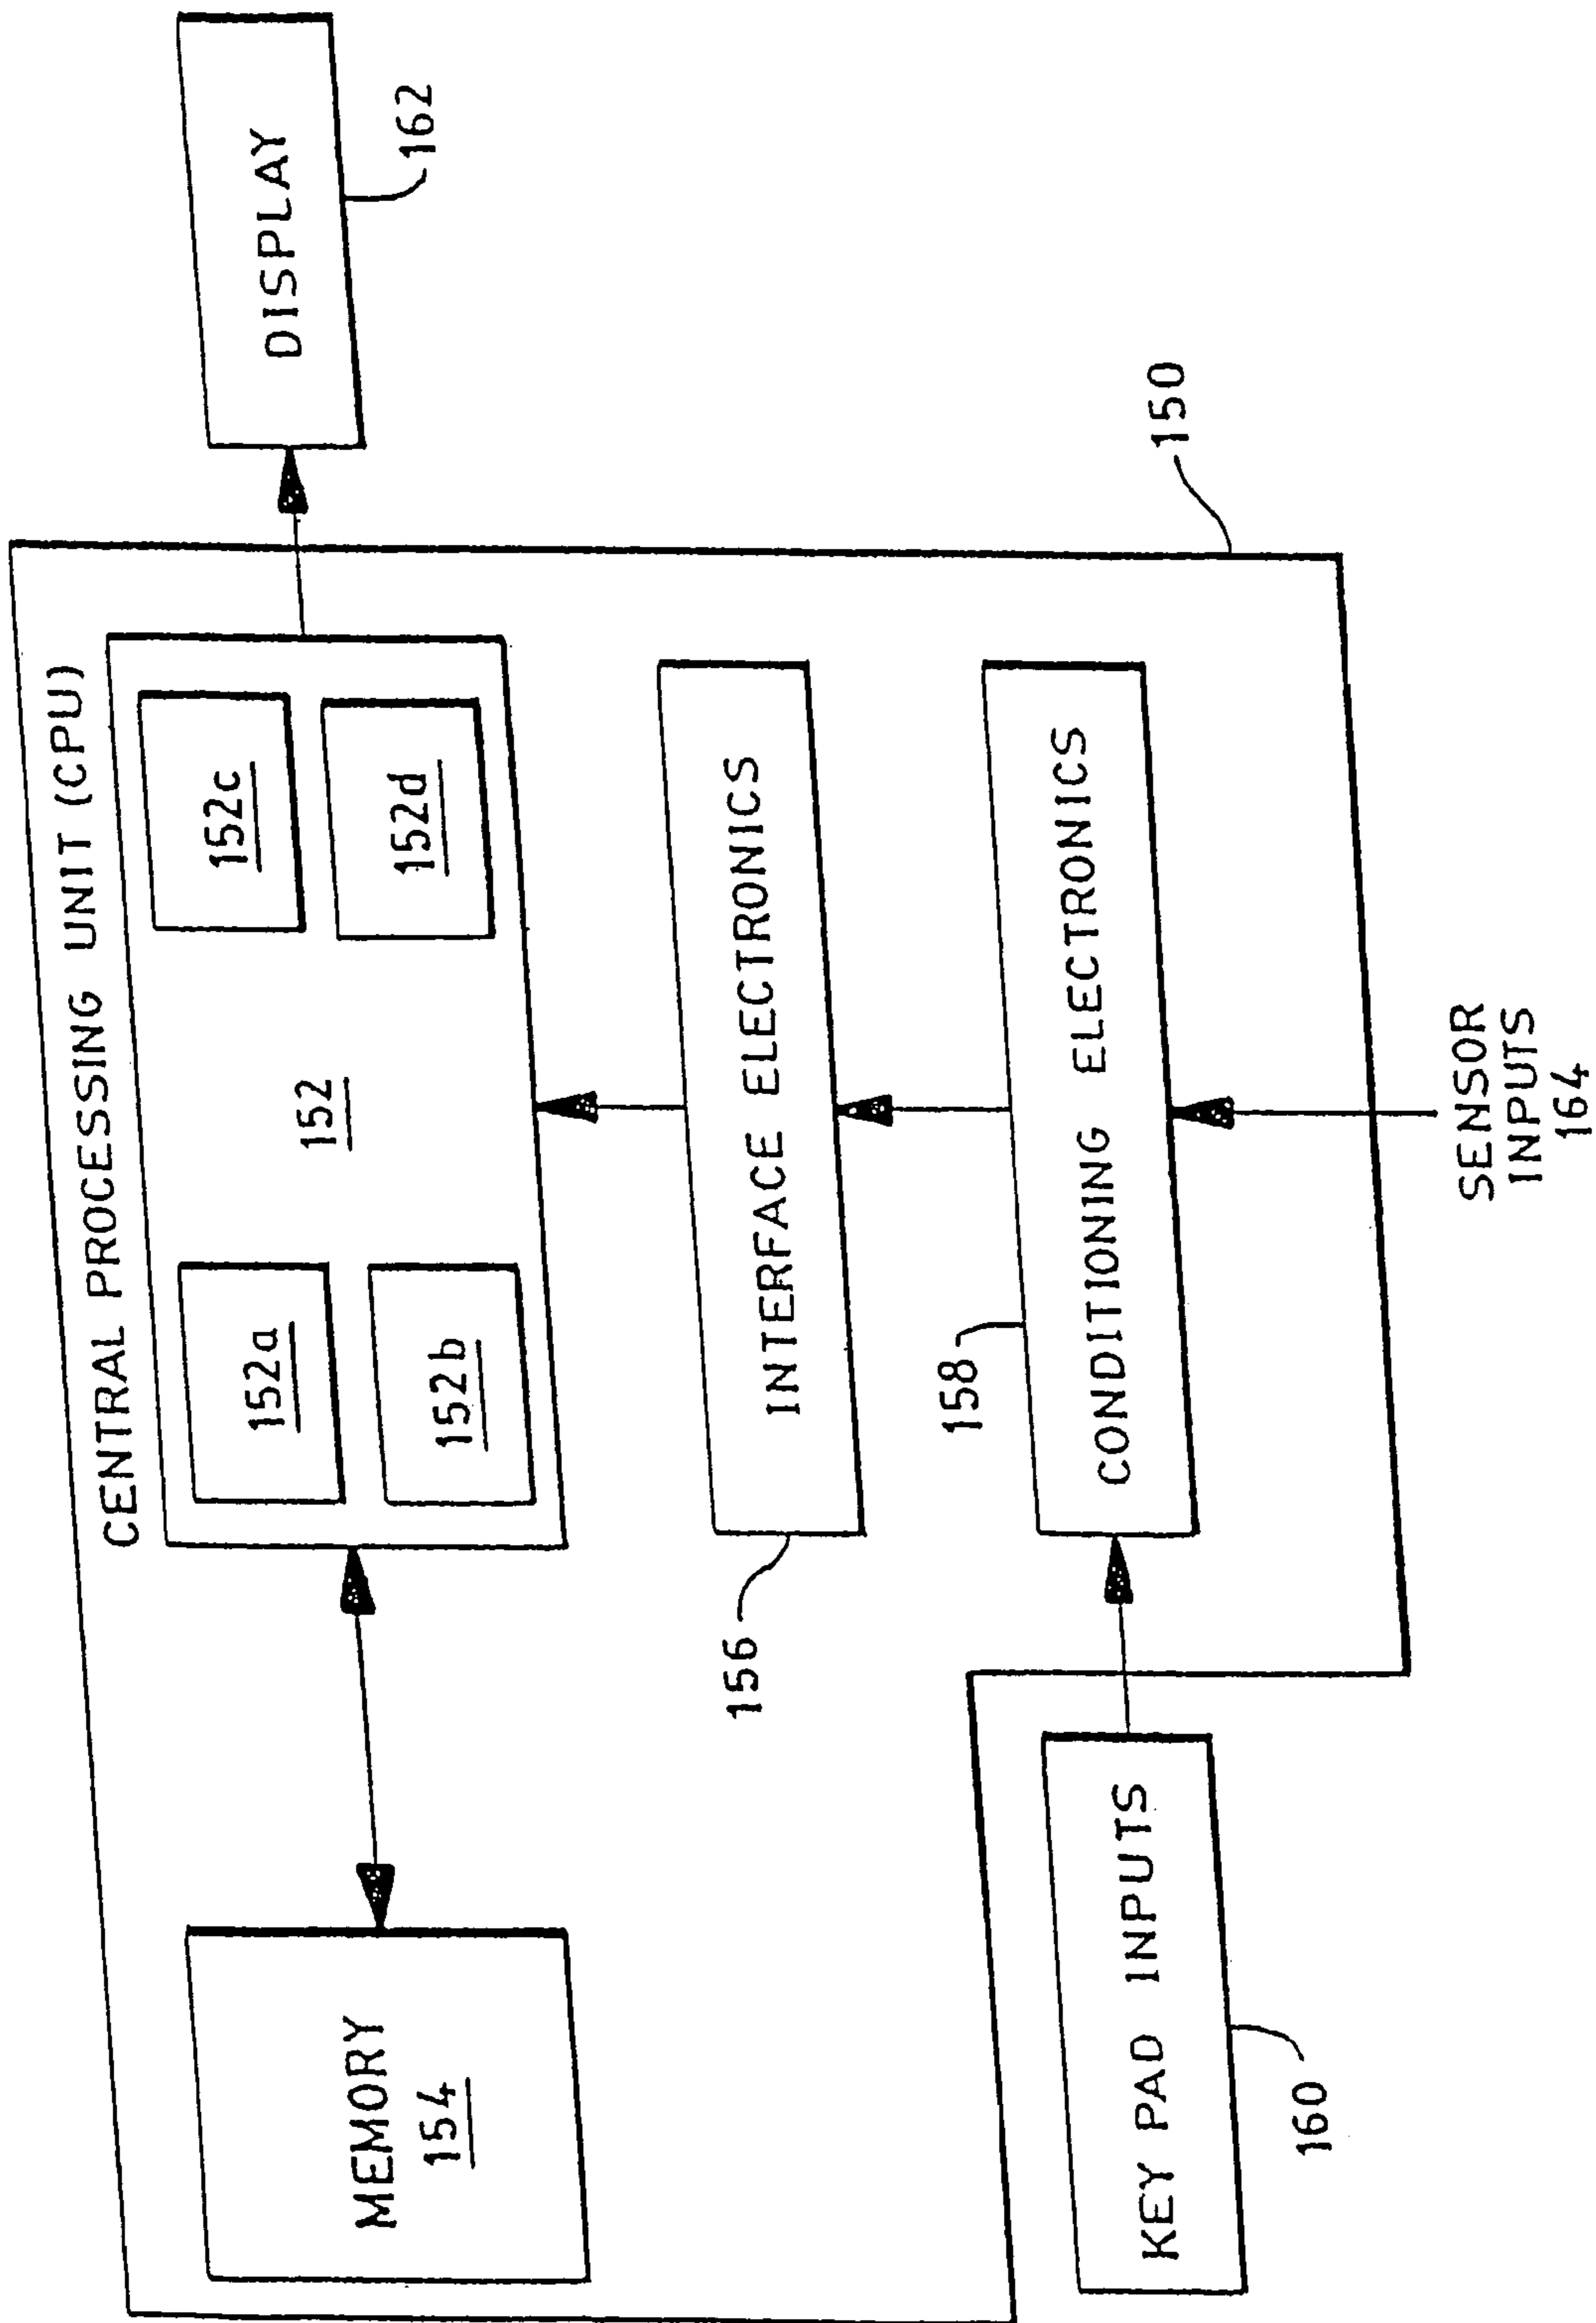 CENTRAL PROCESSING UNIT (CPU)
DISPLAY
162
MEMORY
154
152a
152b
152
152c
152d
156
INTERFACE ELECTRONICS
150
158
CONDITIONING ELECTRONICS
KEY PAD INPUTS
160
SENSOR
INPUTS
164